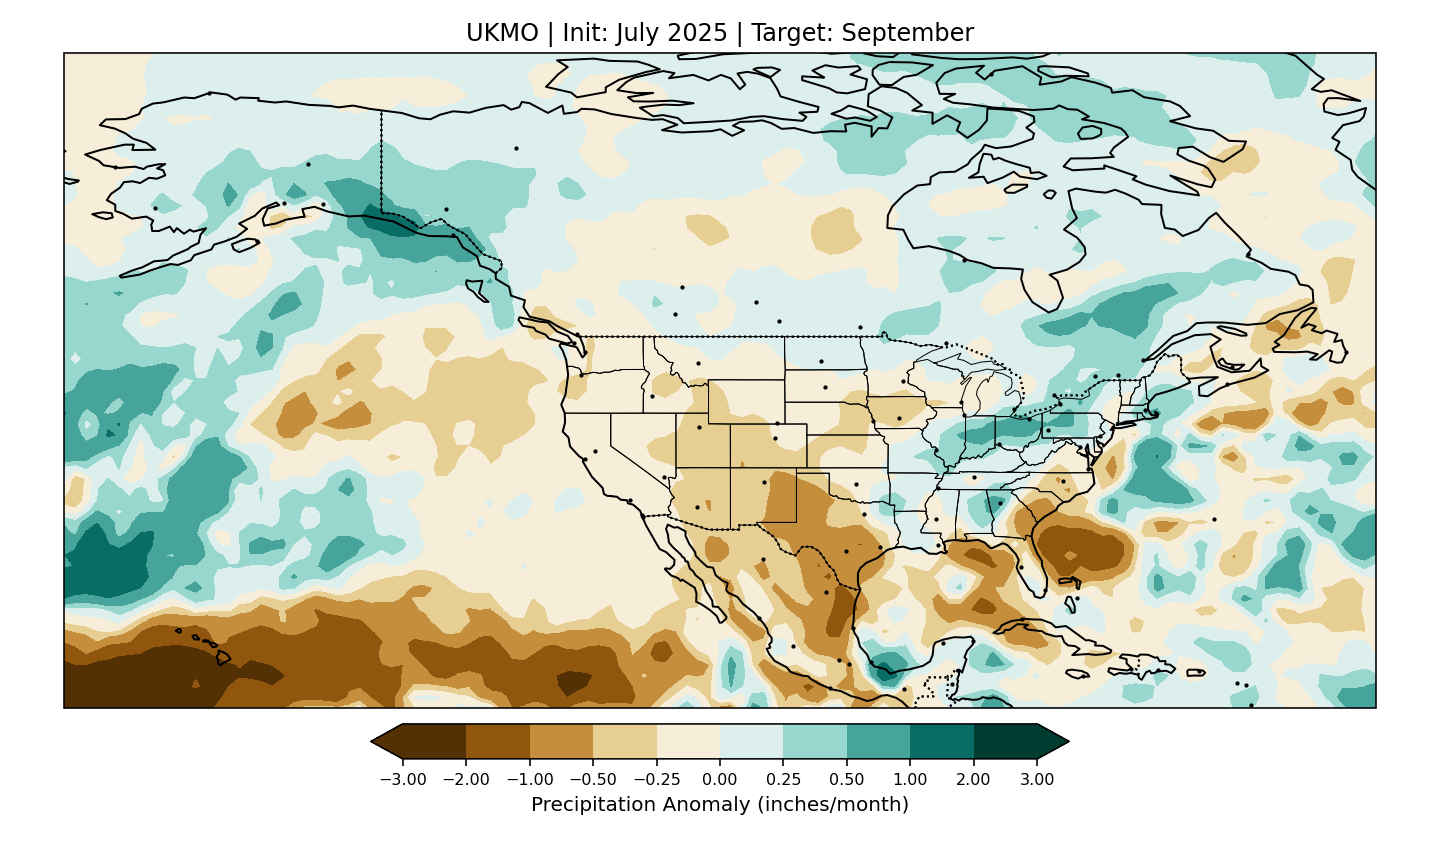 UKMO | Init: July 2025 | Target: September
−3.00 −2.00 −1.00 −0.50 −0.25 0.00 0.25 0.50 1.00 2.00 3.00
Precipitation Anomaly (inches/month)